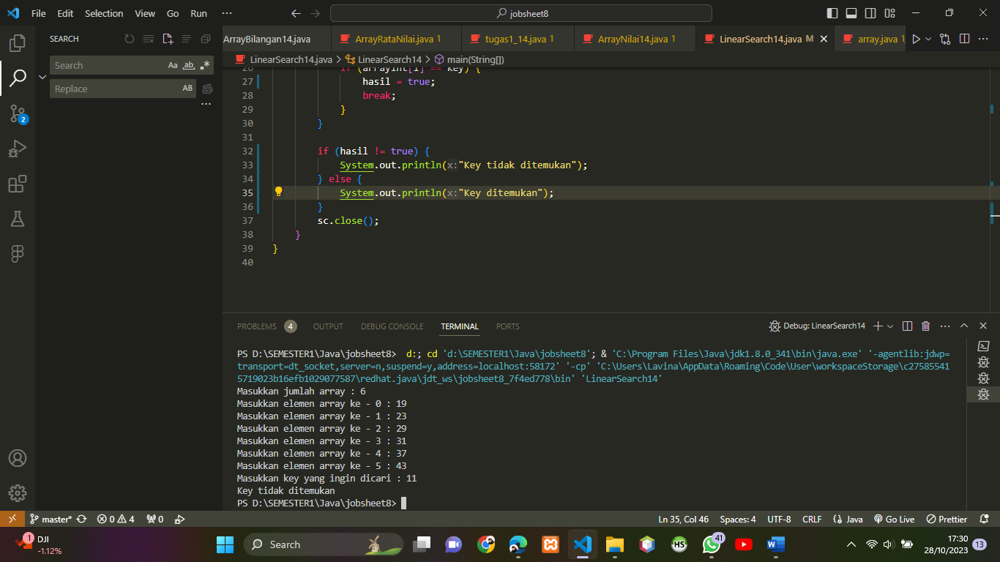 File Edit Selection View Go Run ··· jobsheet8
SEARCH
Search Aa ab
Replace AB
···
ArrayBilangan14.java ArrayRataNilai.java 1 tugas1_14.java 1 ArrayNilai14.java 1 LinearSearch14.java M array.java 1
LinearSearch14.java > LinearSearch14 > main(String[])
26 if (arrayInt[i] == key) {
27 hasil = true;
28 break;
29 }
30 }
31
32 if (hasil != true) {
33 System.out.println(x:"Key tidak ditemukan");
34 } else {
35 System.out.println(x:"Key ditemukan");
36 }
37 sc.close();
38 }
39 }
40
PROBLEMS 4 OUTPUT DEBUG CONSOLE TERMINAL PORTS Debug: LinearSearch14
PS D:\SEMESTER1\Java\jobsheet8> d:; cd 'd:\SEMESTER1\Java\jobsheet8'; & 'C:\Program Files\Java\jdk1.8.0_341\bin\java.exe' '-agentlib:jdwp=
transport=dt_socket,server=n,suspend=y,address=localhost:58172' '-cp' 'C:\Users\Lavina\AppData\Roaming\Code\User\workspaceStorage\c27585541
5719023b16efb1029077587\redhat.java\jdt_ws\jobsheet8_7f4ed778\bin' 'LinearSearch14'
Masukkan jumlah array : 6
Masukkan elemen array ke - 0 : 19
Masukkan elemen array ke - 1 : 23
Masukkan elemen array ke - 2 : 29
Masukkan elemen array ke - 3 : 31
Masukkan elemen array ke - 4 : 37
Masukkan elemen array ke - 5 : 43
Masukkan key yang ingin dicari : 11
Key tidak ditemukan
PS D:\SEMESTER1\Java\jobsheet8>
2
master* 0 4 0 Ln 35, Col 46 Spaces: 4 UTF-8 CRLF {} Java Go Live Prettier
1 DJI
-1.12%
Search
HS
41
17:30
28/10/2023
13